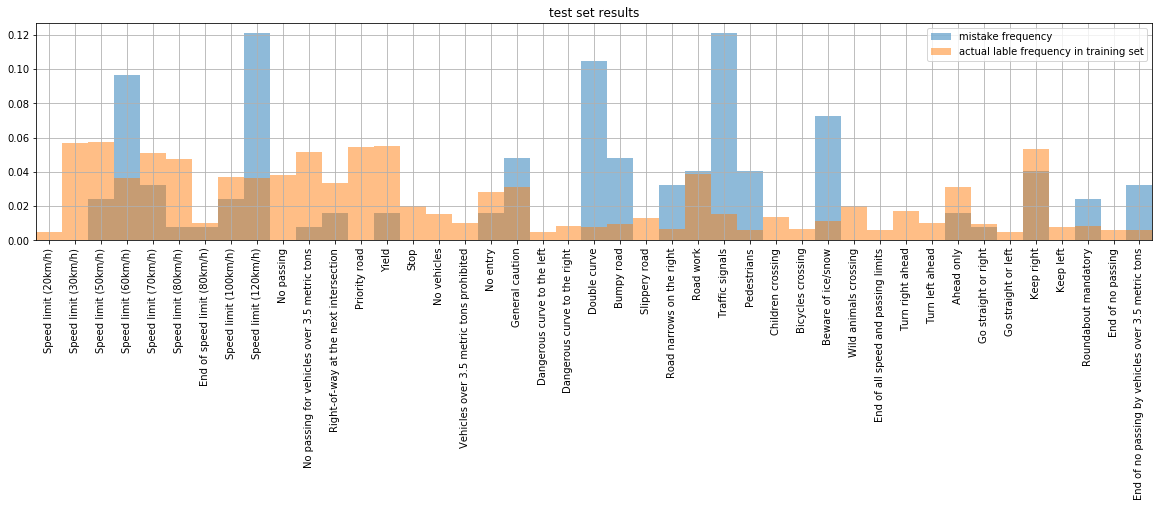 test set results
mistake frequency
actual lable frequency in training set
0.12
0.10
0.08
0.06
0.04
0.02
0.00
Speed limit (20km/h)
Speed limit (30km/h)
Speed limit (50km/h)
Speed limit (60km/h)
Speed limit (70km/h)
Speed limit (80km/h)
End of speed limit (80km/h)
Speed limit (100km/h)
Speed limit (120km/h)
No passing
No passing for vehicles over 3.5 metric tons
Right-of-way at the next intersection
Priority road
Yield
Stop
No vehicles
Vehicles over 3.5 metric tons prohibited
No entry
General caution
Dangerous curve to the left
Dangerous curve to the right
Double curve
Bumpy road
Slippery road
Road narrows on the right
Road work
Traffic signals
Pedestrians
Children crossing
Bicycles crossing
Beware of ice/snow
Wild animals crossing
End of all speed and passing limits
Turn right ahead
Turn left ahead
Ahead only
Go straight or right
Go straight or left
Keep right
Keep left
Roundabout mandatory
End of no passing
End of no passing by vehicles over 3.5 metric tons